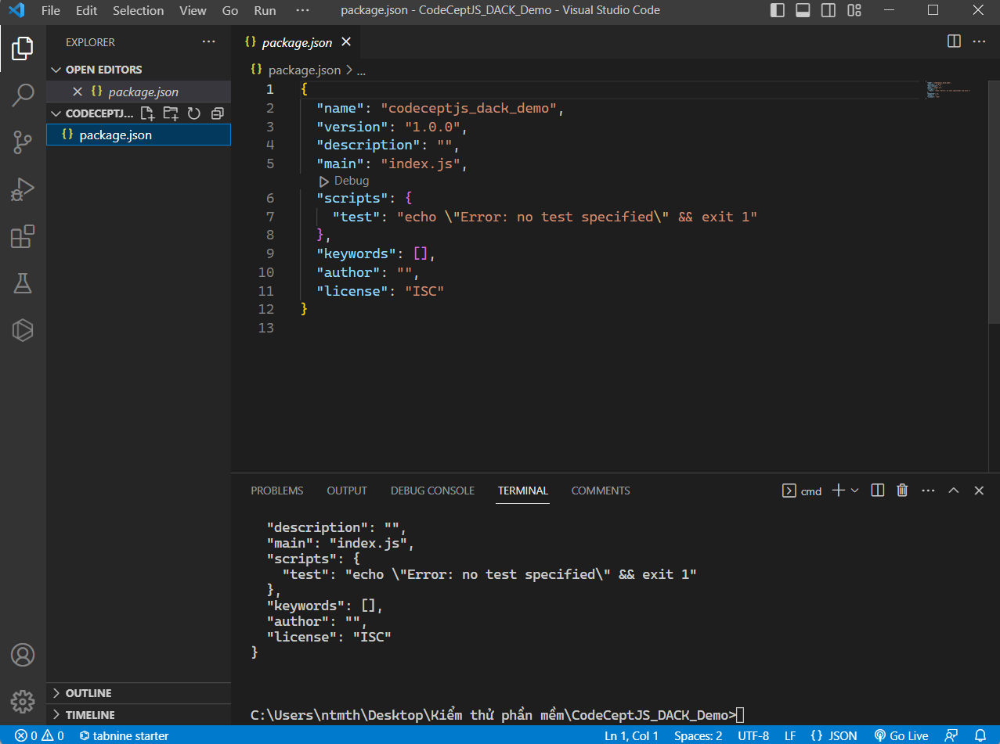 File Edit Selection View Go Run ··· package.json - CodeCeptJS_DACK_Demo - Visual Studio Code
EXPLORER ···
OPEN EDITORS
{} package.json
CODECEPTJ...
{} package.json
OUTLINE
TIMELINE
{} package.json
{} package.json > ...
1 {
2 "name": "codeceptjs_dack_demo",
3 "version": "1.0.0",
4 "description": "",
5 "main": "index.js",
Debug
6 "scripts": {
7 "test": "echo \"Error: no test specified\" && exit 1"
8 },
9 "keywords": [],
10 "author": "",
11 "license": "ISC"
12 }
13
PROBLEMS OUTPUT DEBUG CONSOLE TERMINAL COMMENTS cmd
"description": "",
"main": "index.js",
"scripts": {
"test": "echo \"Error: no test specified\" && exit 1"
},
"keywords": [],
"author": "",
"license": "ISC"
}
C:\Users\ntmth\Desktop\Kiểm thử phần mềm\CodeCeptJS_DACK_Demo>
0 0 tabnine starter Ln 1, Col 1 Spaces: 2 UTF-8 LF {} JSON Go Live